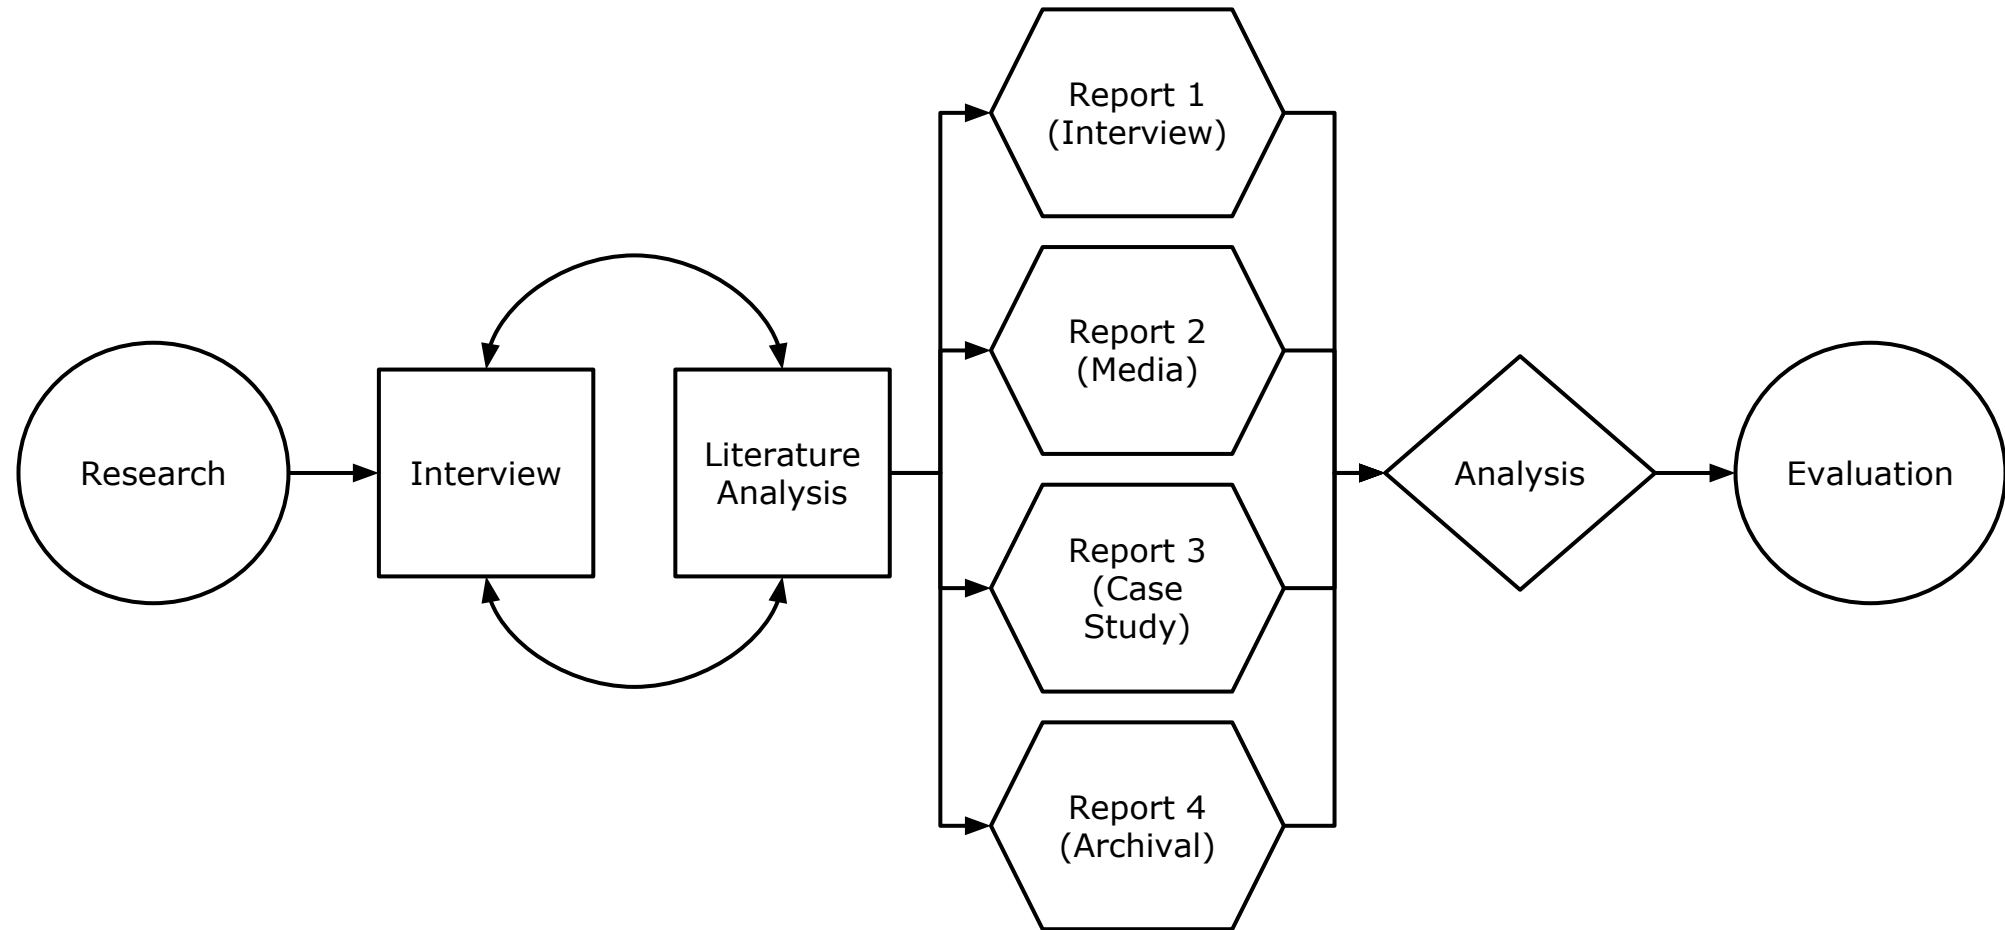 Research
Interview
Literature
Analysis
Report 1
(Interview)
Report 2
(Media)
Report 3
(Case
Study)
Report 4
(Archival)
Analysis
Evaluation